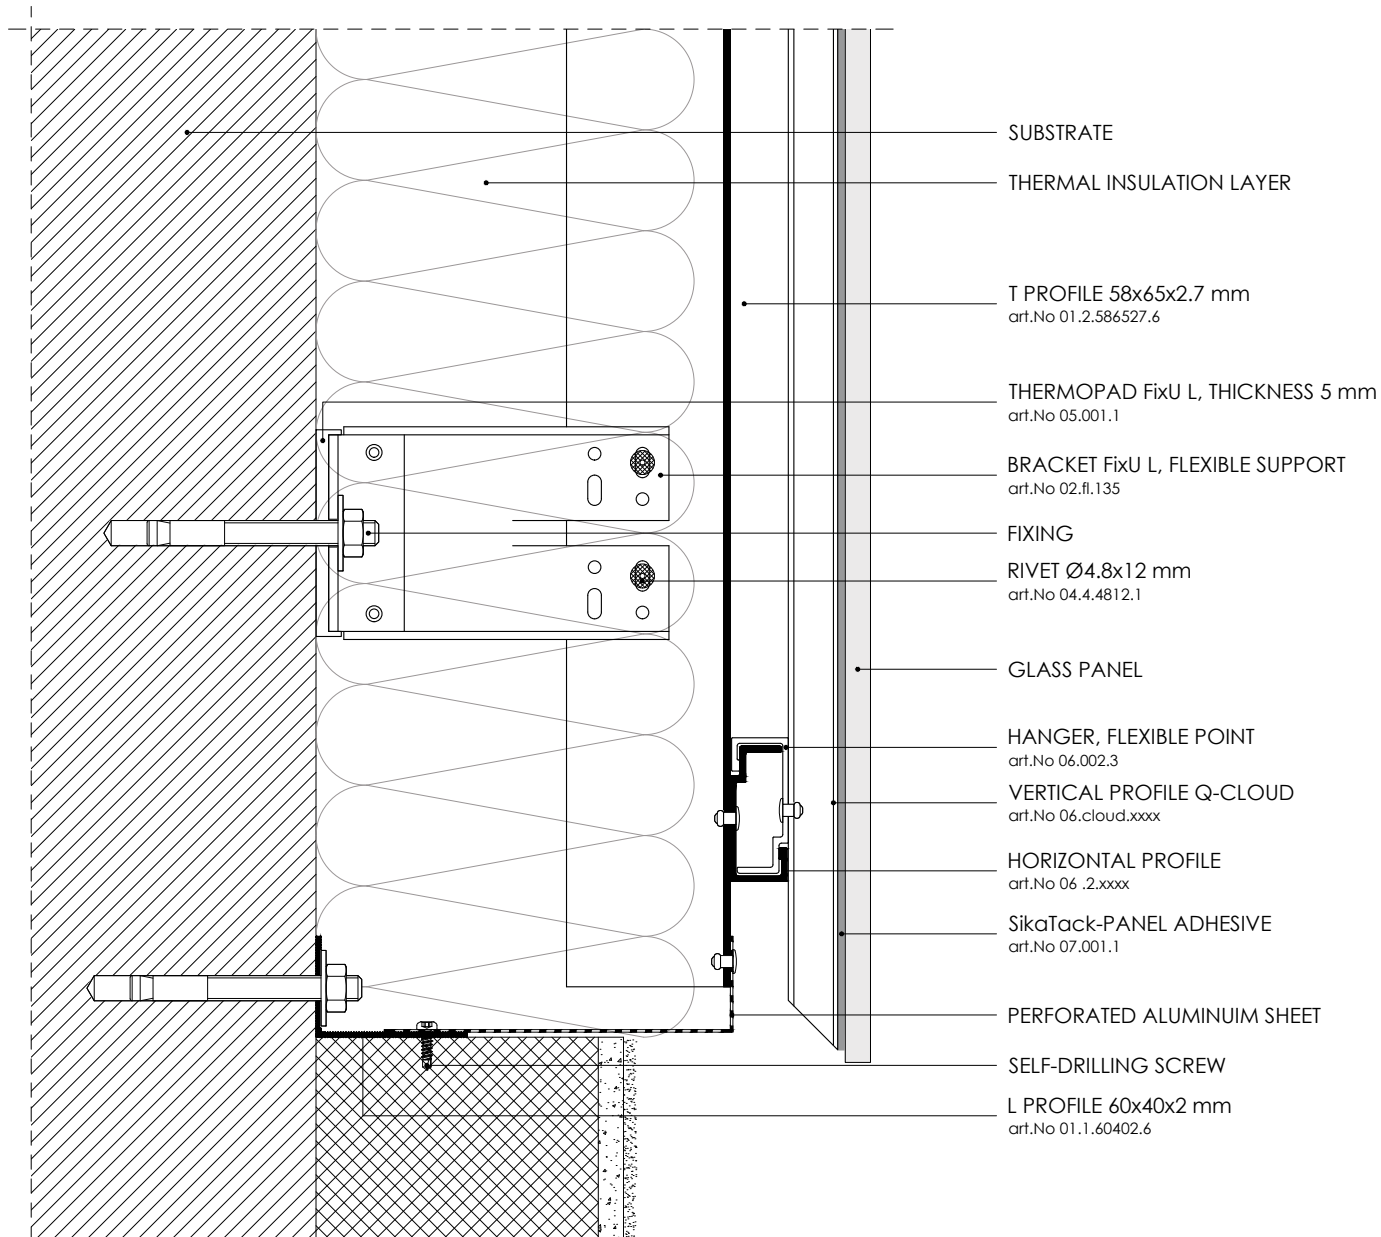 SUBSTRATE
THERMAL INSULATION LAYER
T PROFILE 58x65x2.7 mm
art.No 01.2.586527.6
THERMOPAD FixU L, THICKNESS 5 mm
art.No 05.001.1
BRACKET FixU L, FLEXIBLE SUPPORT
art.No 02.fl.135
FIXING
RIVET Ø4.8x12 mm
art.No 04.4.4812.1
GLASS PANEL
HANGER, FLEXIBLE POINT
art.No 06.002.3
VERTICAL PROFILE Q-CLOUD
art.No 06.cloud.xxxx
HORIZONTAL PROFILE
art.No 06 .2.xxxx
SikaTack-PANEL ADHESIVE
art.No 07.001.1
PERFORATED ALUMINUIM SHEET
SELF-DRILLING SCREW
L PROFILE 60x40x2 mm
art.No 01.1.60402.6